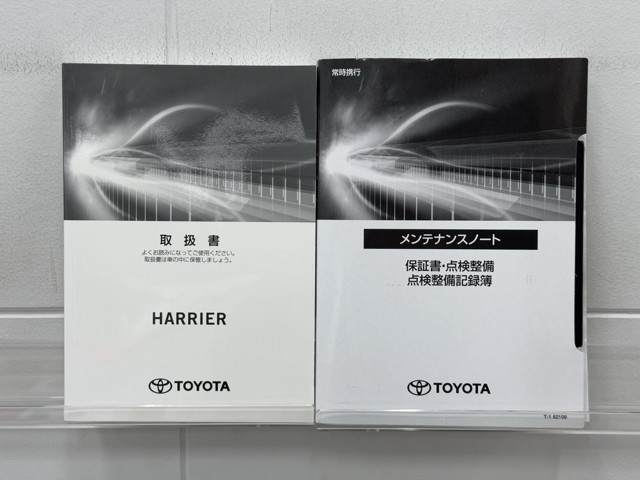 取扱書
よくお読みになってご使用ください。
取扱書は車の中に保管しましょう。
HARRIER
TOYOTA
常時携行
メンテナンスノート
保証書・点検整備
点検整備記録簿
TOYOTA